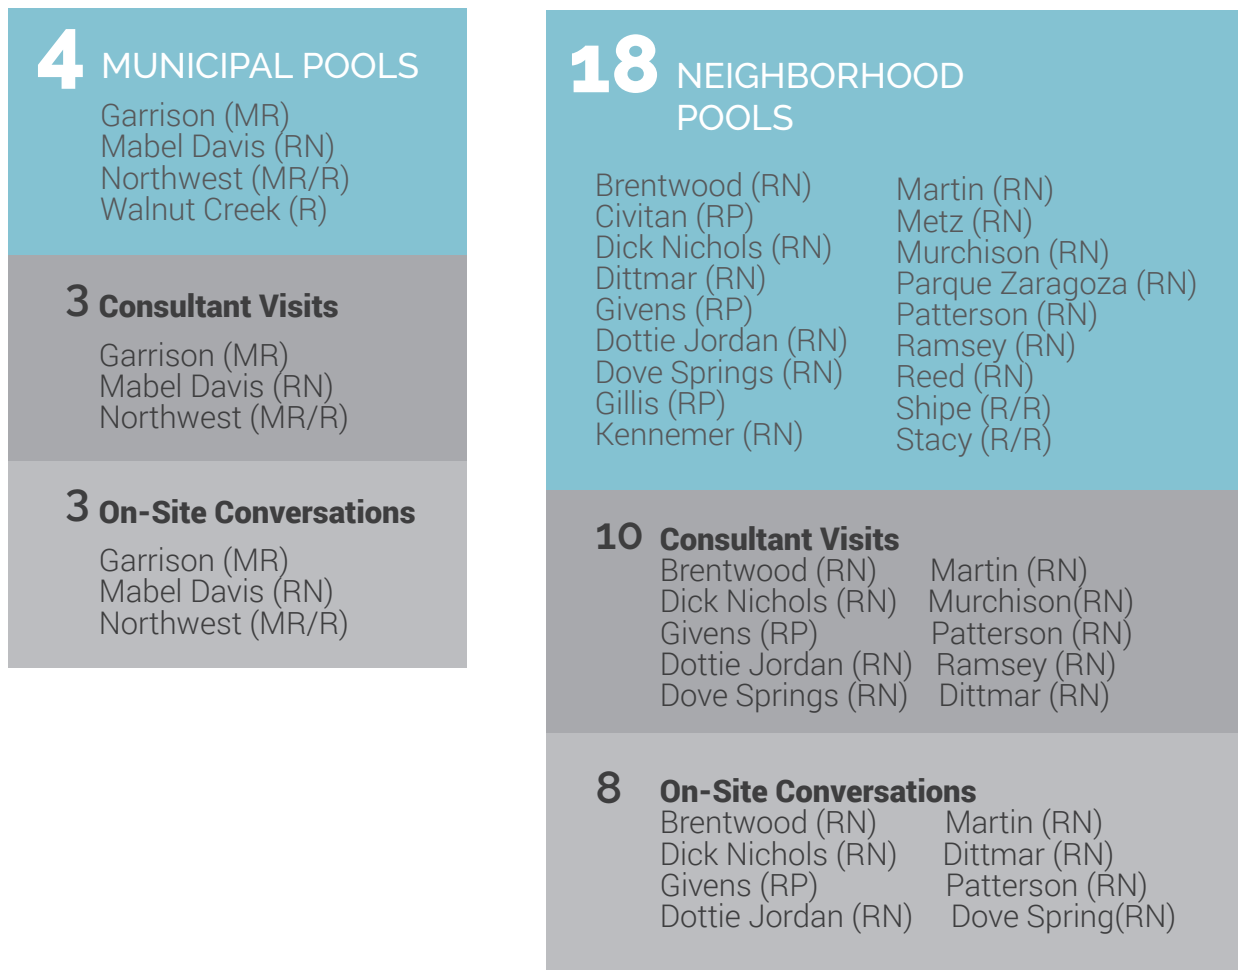 4 MUNICIPAL POOLS
Garrison (MR)
Mabel Davis (RN)
Northwest (MR/R)
Walnut Creek (R)
3 Consultant Visits
Garrison (MR)
Mabel Davis (RN)
Northwest (MR/R)
3 On-Site Conversations
Garrison (MR)
Mabel Davis (RN)
Northwest (MR/R)
18 NEIGHBORHOOD
POOLS
Brentwood (RN)
Civitan (RP)
Dick Nichols (RN)
Dittmar (RN)
Givens (RP)
Dottie Jordan (RN)
Dove Springs (RN)
Gillis (RP)
Kennemer (RN)
Martin (RN)
Metz (RN)
Murchison (RN)
Parque Zaragoza (RN)
Patterson (RN)
Ramsey (RN)
Reed (RN)
Shipe (R/R)
Stacy (R/R)
10 Consultant Visits
Brentwood (RN)
Dick Nichols (RN)
Givens (RP)
Dottie Jordan (RN)
Dove Springs (RN)
Martin (RN)
Murchison(RN)
Patterson (RN)
Ramsey (RN)
Dittmar (RN)
8 On-Site Conversations
Brentwood (RN)
Dick Nichols (RN)
Givens (RP)
Dottie Jordan (RN)
Martin (RN)
Dittmar (RN)
Patterson (RN)
Dove Spring(RN)